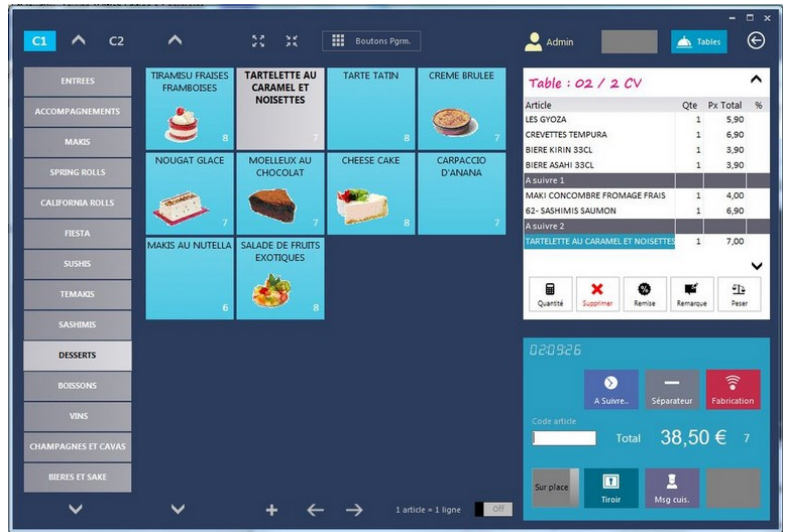 C1
C2
Boutons Pgrm.
Admin
Tables
ENTREES
ACCOMPAGNEMENTS
MAKIS
SPRING ROLLS
CALIFORNIA ROLLS
FIESTA
SUSHIS
TEMAKIS
SASHIMIS
DESSERTS
BOISSONS
VINS
CHAMPAGNES ET CAVAS
BIERES ET SAKE
TIRAMISU FRAISES
FRAMBOISES
8
TARTELETTE AU
CARAMEL ET
NOISETTES
7
TARTE TATIN
8
CREME BRULEE
7
NOUGAT GLACE
7
MOELLEUX AU
CHOCOLAT
7
CHEESE CAKE
8
CARPACCIO
D'ANANA
7
MAKIS AU NUTELLA
6
SALADE DE FRUITS
EXOTIQUES
8
1 article = 1 ligne
Off
Table : 02 / 2 CV
Article Qte Px Total %
LES GYOZA 1 5,90
CREVETTES TEMPURA 1 6,90
BIERE KIRIN 33CL 1 3,90
BIERE ASAHI 33CL 1 3,90
A suivre 1
MAKI CONCOMBRE FROMAGE FRAIS 1 4,00
62- SASHIMIS SAUMON 1 6,90
A suivre 2
TARTELETTE AU CARAMEL ET NOISETTES 1 7,00
Quantité
Supprimer
Remise
Remarque
Peser
02:09:26
A Suivre..
Séparateur
Fabrication
Code article
Total 38,50 € 7
Sur place
Tiroir
Msg cuis.